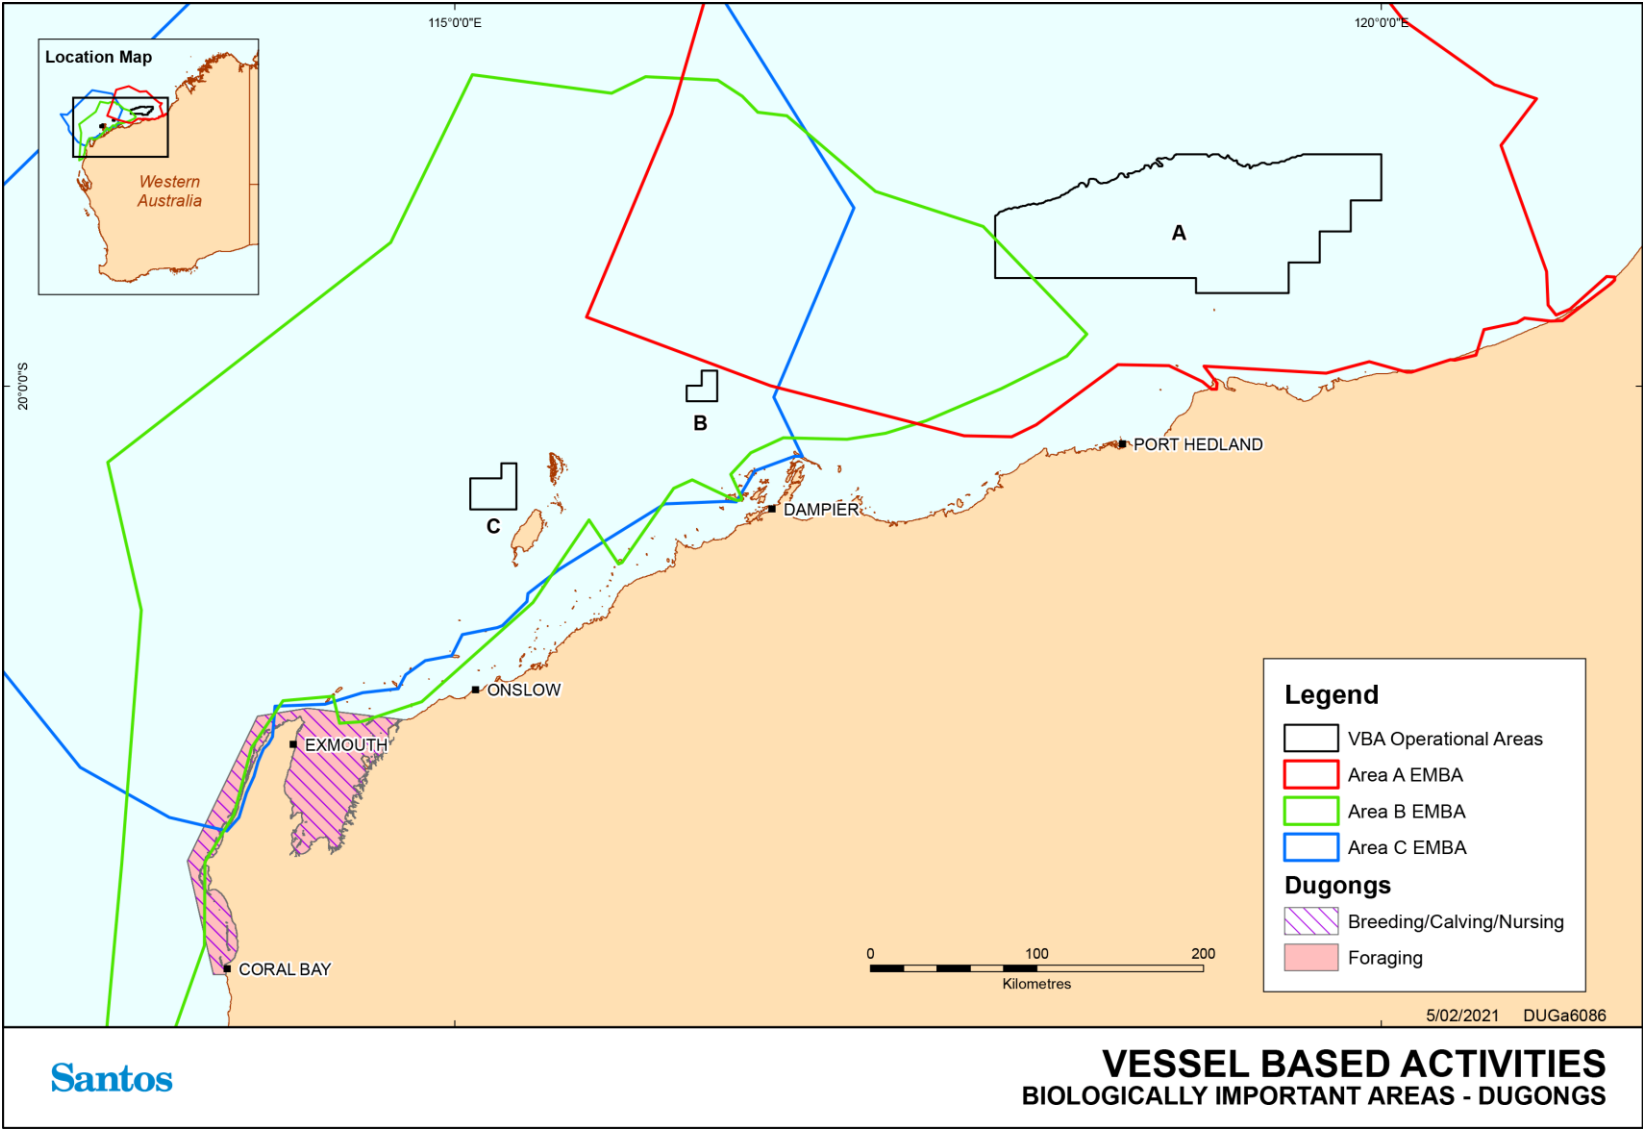 115°0'0"E
120°0'0"E
Location Map
Western
Australia
A
20°0'0"S
B
PORT HEDLAND
C
DAMPIER
ONSLOW
EXMOUTH
CORAL BAY
Legend
VBA Operational Areas
Area A EMBA
Area B EMBA
Area C EMBA
Dugongs
Breeding/Calving/Nursing
Foraging
0 100 200
Kilometres
5/02/2021 DUGa6086
Santos
VESSEL BASED ACTIVITIES
BIOLOGICALLY IMPORTANT AREAS - DUGONGS